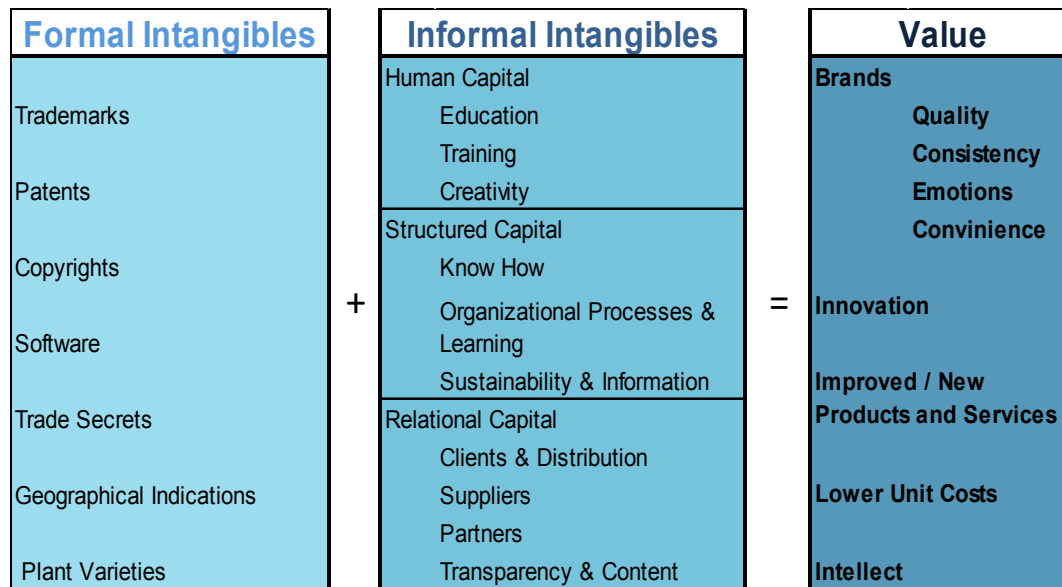 Formal Intangibles
Trademarks
Patents
Copyrights
Software
Trade Secrets
Geographical Indications
Plant Varieties
+
Informal Intangibles
Human Capital
Education
Training
Creativity
Structured Capital
Know How
Organizational Processes &
Learning
Sustainability & Information
Relational Capital
Clients & Distribution
Suppliers
Partners
Transparency & Content
=
Value
Brands
Quality
Consistency
Emotions
Convinience
Innovation
Improved / New
Products and Services
Lower Unit Costs
Intellect